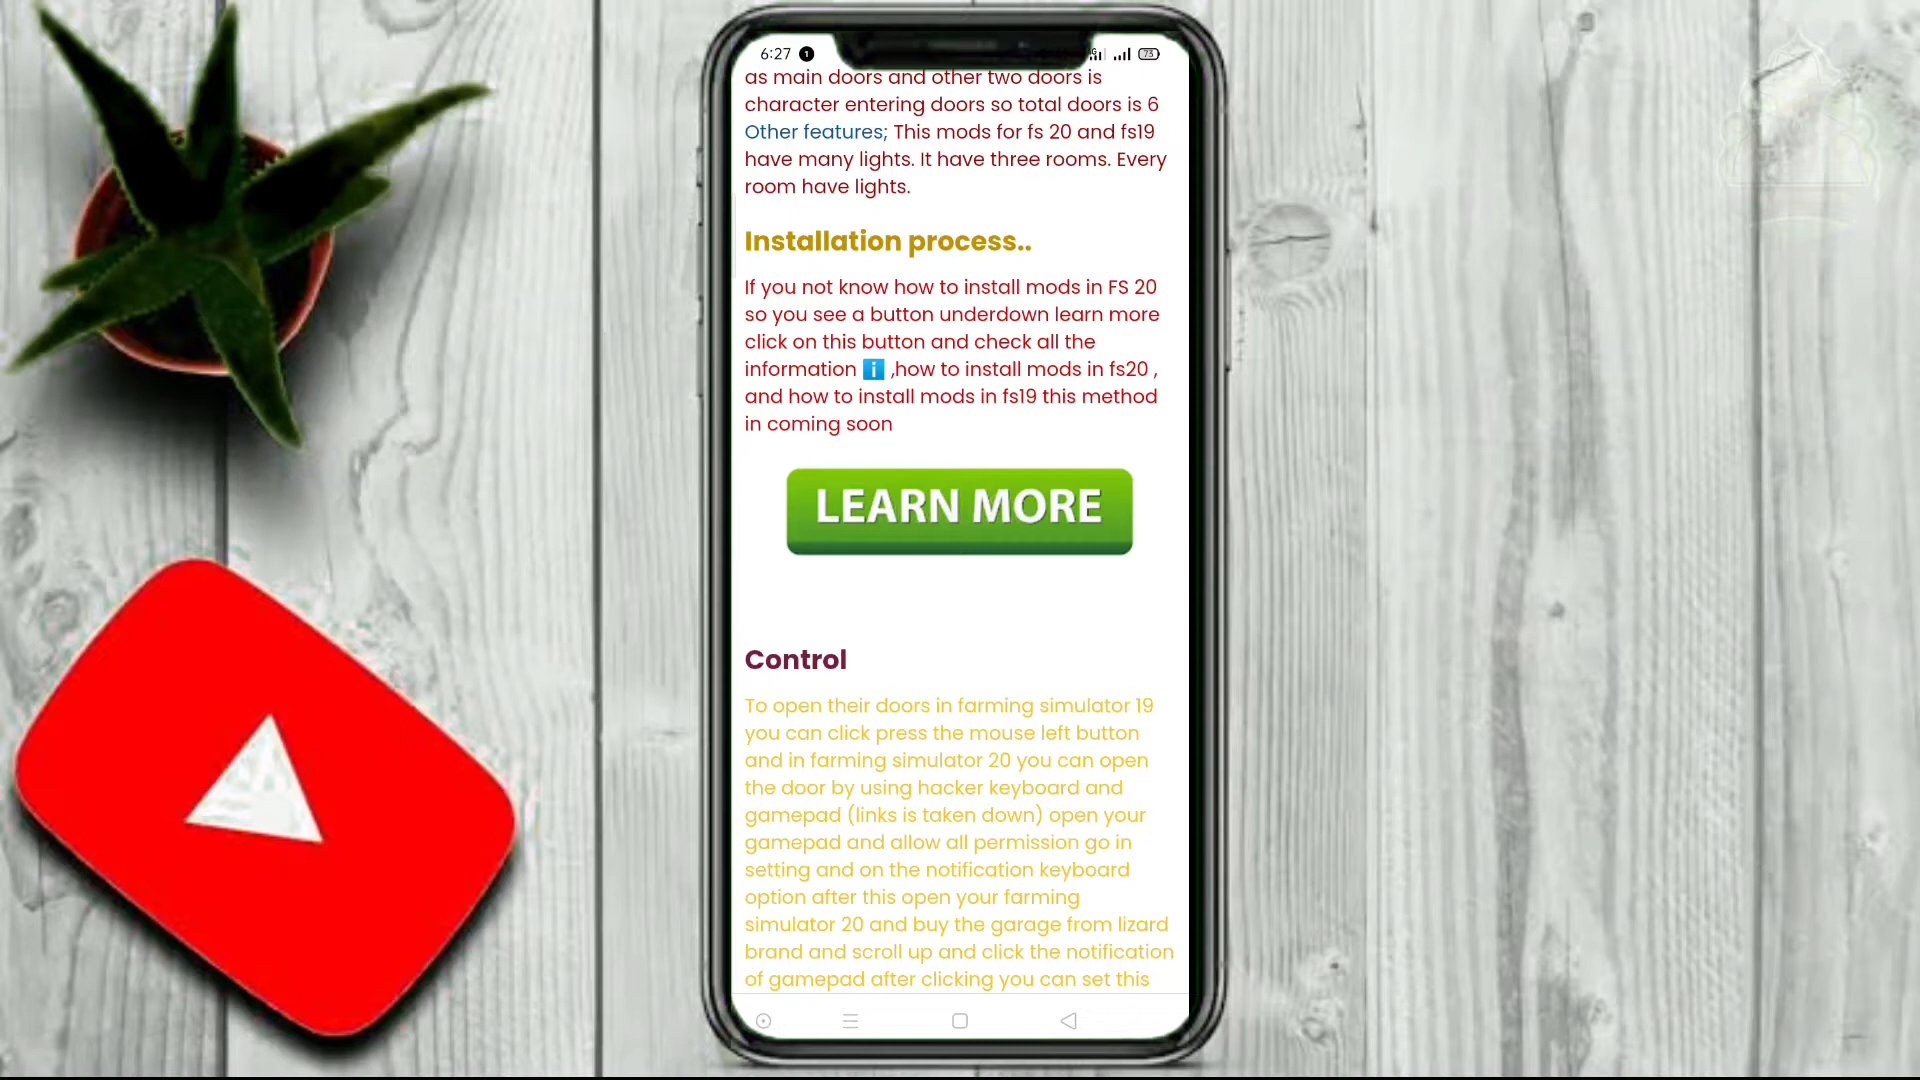 6:27
73
as main doors and other two doors is
character entering doors so total doors is 6
Other features; This mods for fs 20 and fs19
have many lights. It have three rooms. Every
room have lights.
Installation process..
If you not know how to install mods in FS 20
so you see a button underdown learn more
click on this button and check all the
information ℹ️ ,how to install mods in fs20 ,
and how to install mods in fs19 this method
in coming soon
LEARN MORE
Control
To open their doors in farming simulator 19
you can click press the mouse left button
and in farming simulator 20 you can open
the door by using hacker keyboard and
gamepad (links is taken down) open your
gamepad and allow all permission go in
setting and on the notification keyboard
option after this open your farming
simulator 20 and buy the garage from lizard
brand and scroll up and click the notification
of gamepad after clicking you can set this